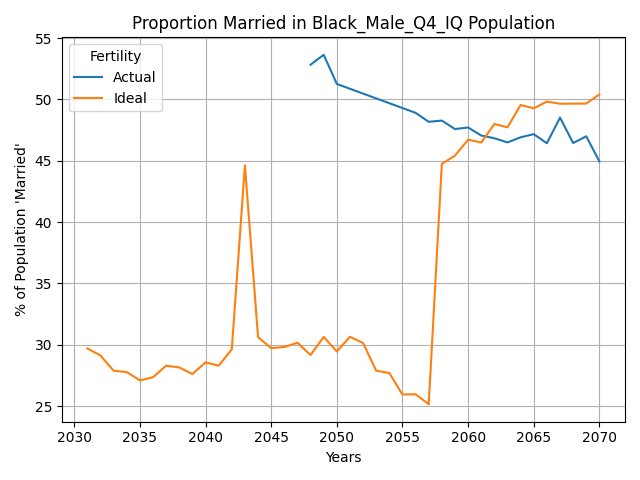 Proportion Married in Black_Male_Q4_IQ Population
Fertility
Actual
Ideal
% of Population 'Married'
55
50
45
40
35
30
25
2030
2035
2040
2045
2050
2055
2060
2065
2070
Years